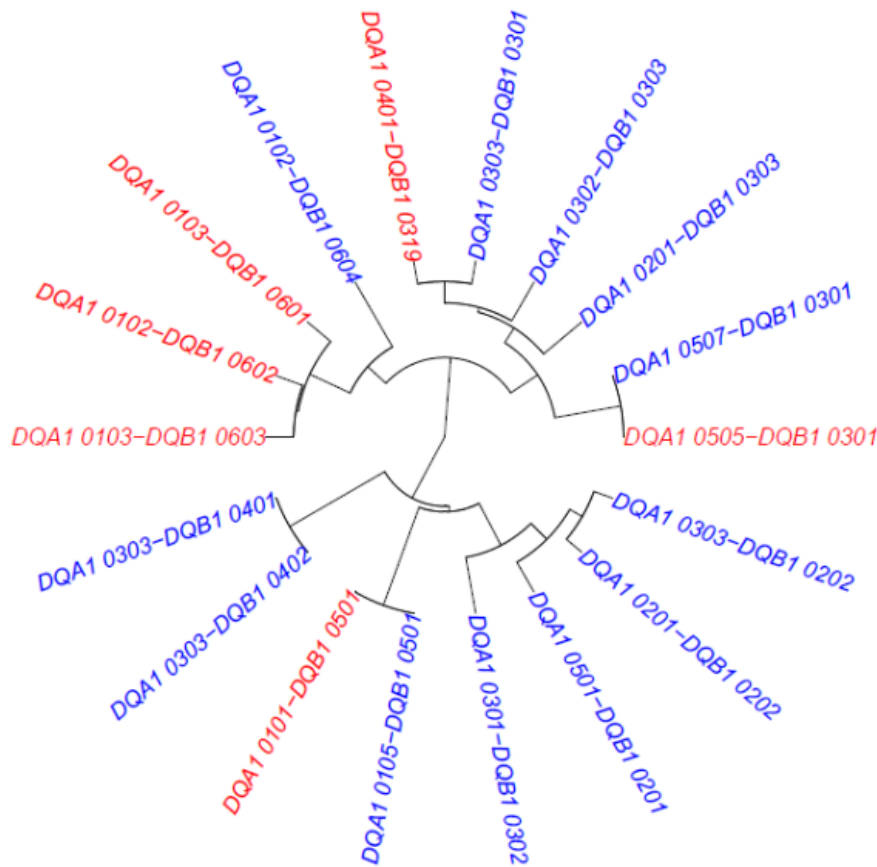 DQA1 0401−DQB1 0319
DQA1 0303−DQB1 0301
DQA1 0302−DQB1 0303
DQA1 0201−DQB1 0303
DQA1 0507−DQB1 0301
DQA1 0505−DQB1 0301
DQA1 0303−DQB1 0202
DQA1 0201−DQB1 0202
DQA1 0501−DQB1 0201
DQA1 0301−DQB1 0302
DQA1 0105−DQB1 0501
DQA1 0101−DQB1 0501
DQA1 0303−DQB1 0402
DQA1 0303−DQB1 0401
DQA1 0103−DQB1 0603
DQA1 0102−DQB1 0602
DQA1 0103−DQB1 0601
DQA1 0102−DQB1 0604